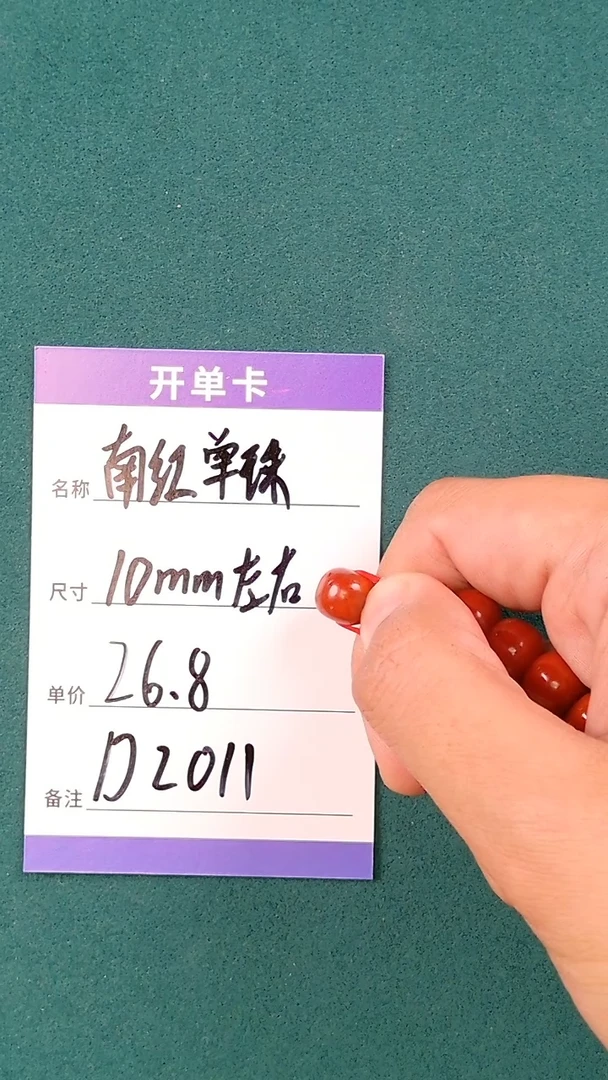 开单卡
名称 南红单珠
尺寸 10mm左右
单价 26.8
备注 D2011